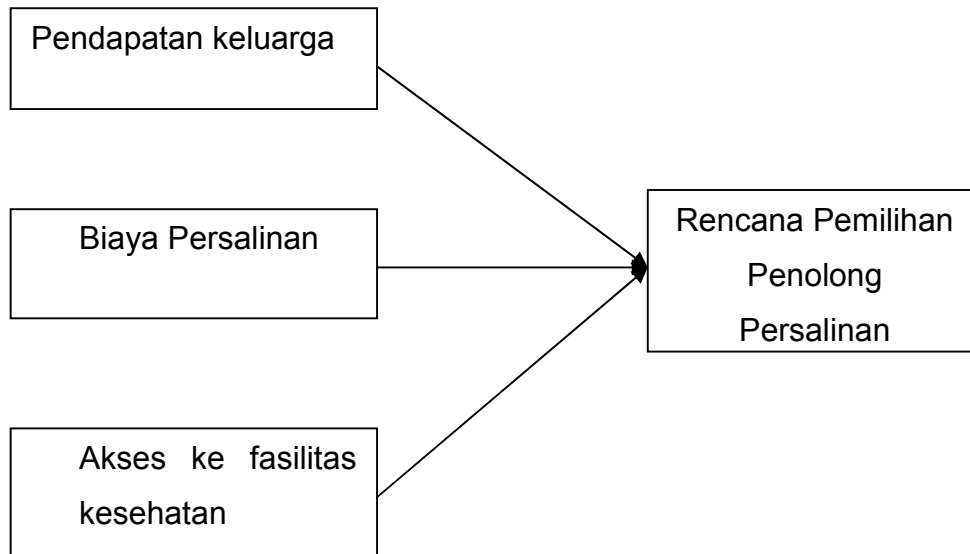 Pendapatan keluarga
Biaya Persalinan
Rencana Pemilihan
Penolong
Persalinan
Akses ke fasilitas
kesehatan